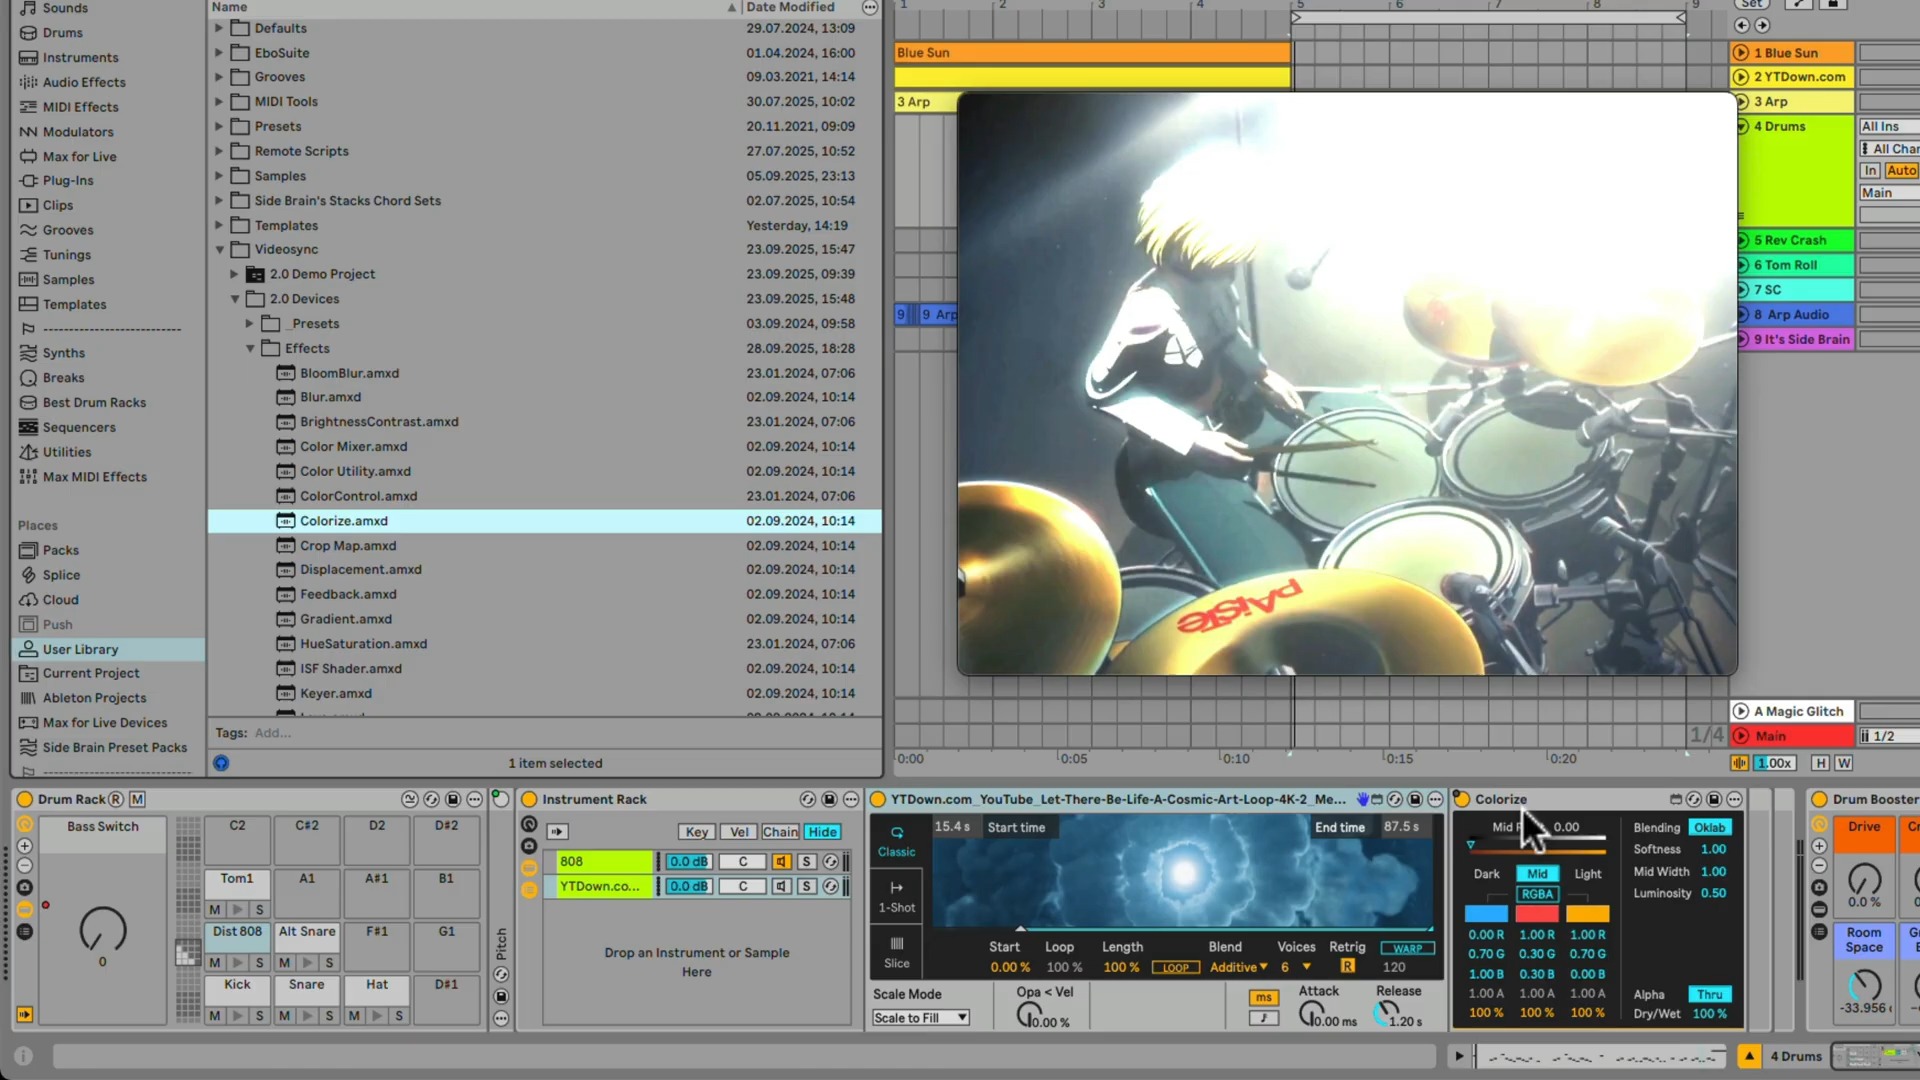 Sounds
Drums
Instruments
Audio Effects
MIDI Effects
Modulators
Max for Live
Plug-Ins
Clips
Grooves
Tunings
Samples
Templates
----------------------------
Synths
Breaks
Best Drum Racks
Sequencers
Utilities
Max MIDI Effects
Places
Packs
Splice
Cloud
Push
User Library
Current Project
Ableton Projects
Max for Live Devices
Side Brain Preset Packs
Name Date Modified
Defaults 29.07.2024, 13:09
EboSuite 01.04.2024, 16:00
Grooves 09.03.2021, 14:14
MIDI Tools 30.07.2025, 10:02
Presets 20.11.2021, 09:09
Remote Scripts 27.07.2025, 10:52
Samples 05.09.2025, 23:13
Side Brain's Stacks Chord Sets 02.07.2025, 10:54
Templates Yesterday, 14:19
Videosync 23.09.2025, 15:47
2.0 Demo Project 23.09.2025, 09:39
2.0 Devices 23.09.2025, 15:48
_Presets 03.09.2025, 09:58
Effects 28.09.2025, 18:28
BloomBlur.amxd 23.01.2024, 07:06
Blur.amxd 02.09.2024, 10:14
BrightnessContrast.amxd 23.01.2024, 07:06
Color Mixer.amxd 02.09.2024, 10:14
Color Utility.amxd 02.09.2024, 10:14
ColorControl.amxd 23.01.2024, 07:06
Colorize.amxd 02.09.2024, 10:14
Crop Map.amxd 02.09.2024, 10:14
Displacement.amxd 02.09.2024, 10:14
Feedback.amxd 02.09.2024, 10:14
Gradient.amxd 02.09.2024, 10:14
HueSaturation.amxd 23.01.2024, 07:06
ISF Shader.amxd 02.09.2024, 10:14
Keyer.amxd 02.09.2024, 10:14
Tags: Add...
1 item selected
1 2 3 4 5 6 7 8 9
Blue Sun
3 Arp
9 9 Arp
PAISTE
Set
1 Blue Sun
2 YTDown.com
3 Arp
4 Drums
All Ins
All Char
In Auto
Main
5 Rev Crash
6 Tom Roll
7 SC
8 Arp Audio
9 It's Side Brain
A Magic Glitch
1/4 Main 1/2
0:00 0:05 0:10 0:15 0:20
1.00x H W
Drum Rack R M
Bass Switch
0
C2 C#2 D2 D#2
Tom1 A1 A#1 B1
M S
Dist 808 Alt Snare F#1 G1
M S M S
Kick Snare Hat D#1
M S M S M S
Pitch
Instrument Rack
Key Vel Chain Hide
808 0.0 dB C S
YTDown.co... 0.0 dB C S
Drop an Instrument or Sample
Here
YTDown.com_YouTube_Let-There-Be-Life-A-Cosmic-Art-Loop-4K-2_Me...
Classic
1-Shot
Slice
15.4 s Start time End time 87.5 s
Start Loop Length Blend Voices Retrig WARP
0.00 % 100 % 100 % LOOP Additive 6 R 120
Scale Mode
Scale to Fill
Opa < Vel
0.00 %
ms
Attack
0.00 ms
Release
1.20 s
Colorize
0.00
Dark Mid Light
RGBA
0.00 R 1.00 R 1.00 R
0.70 G 0.30 G 0.70 G
1.00 B 0.30 B 0.00 B
1.00 A 1.00 A 1.00 A
100 % 100 % 100 %
Blending Oklab
Softness 1.00
Mid Width 1.00
Luminosity 0.50
Alpha Thru
Dry/Wet 100 %
Drum Booster
Drive
0.0 %
Room
Space
-33.956
4 Drums